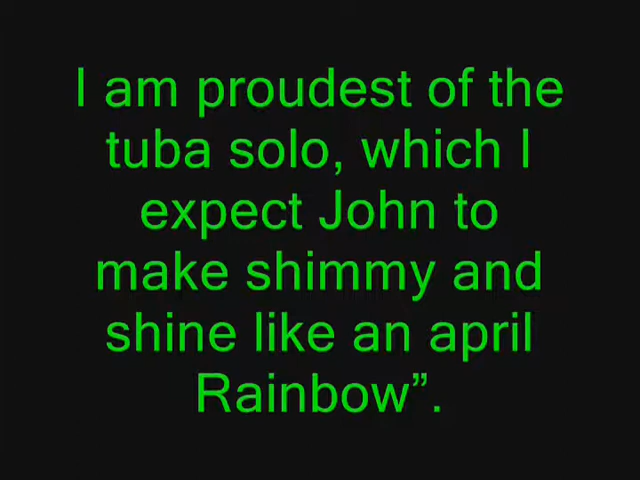 I am proudest of the
tuba solo, which I
expect John to
make shimmy and
shine like an april
Rainbow”.